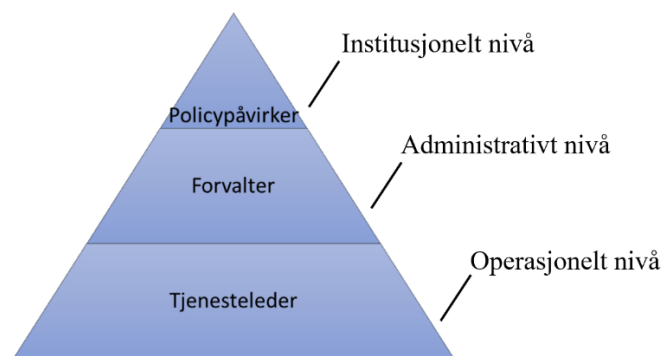 Institusjonelt nivå
Policypåvirker
Administrativt nivå
Forvalter
Operasjonelt nivå
Tjenesteleder